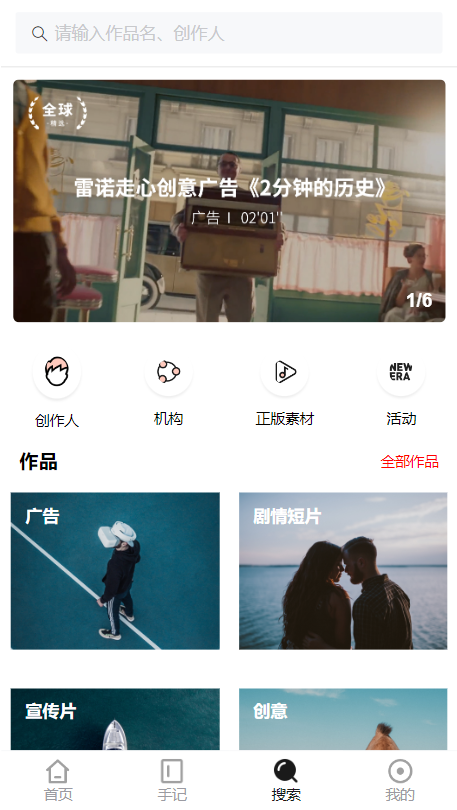 请输入作品名、创作人
全球
精选
雷诺走心创意广告《2分钟的历史》
广告 | 02'01''
1/6
NEW
ERA
创作人
机构
正版素材
活动
作品
全部作品
广告
剧情短片
宣传片
创意
首页
手记
搜索
我的